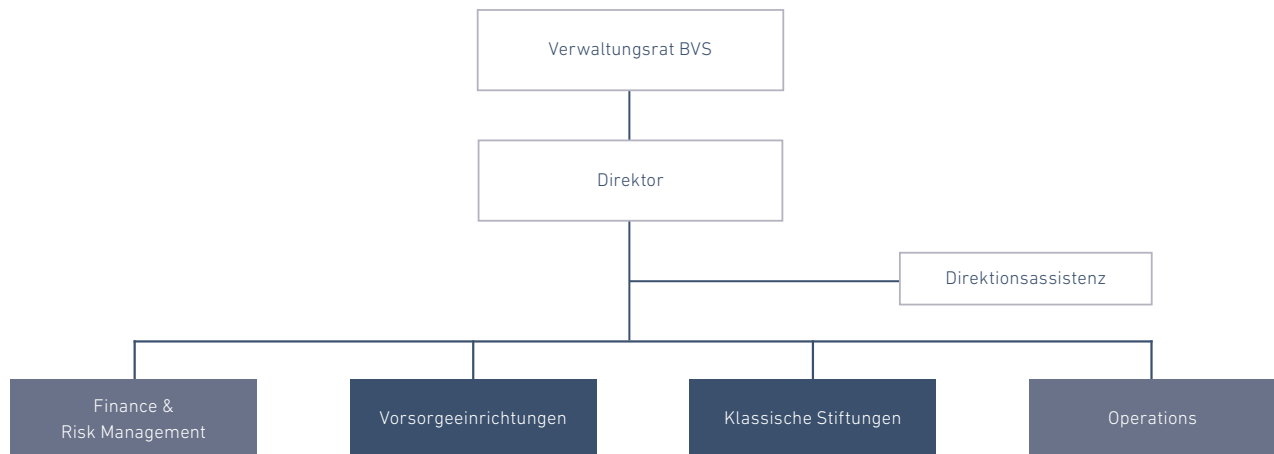 Verwaltungsrat BVS
Direktor
Direktionsassistenz
Finance &
Risk Management
Vorsorgeeinrichtungen
Klassische Stiftungen
Operations